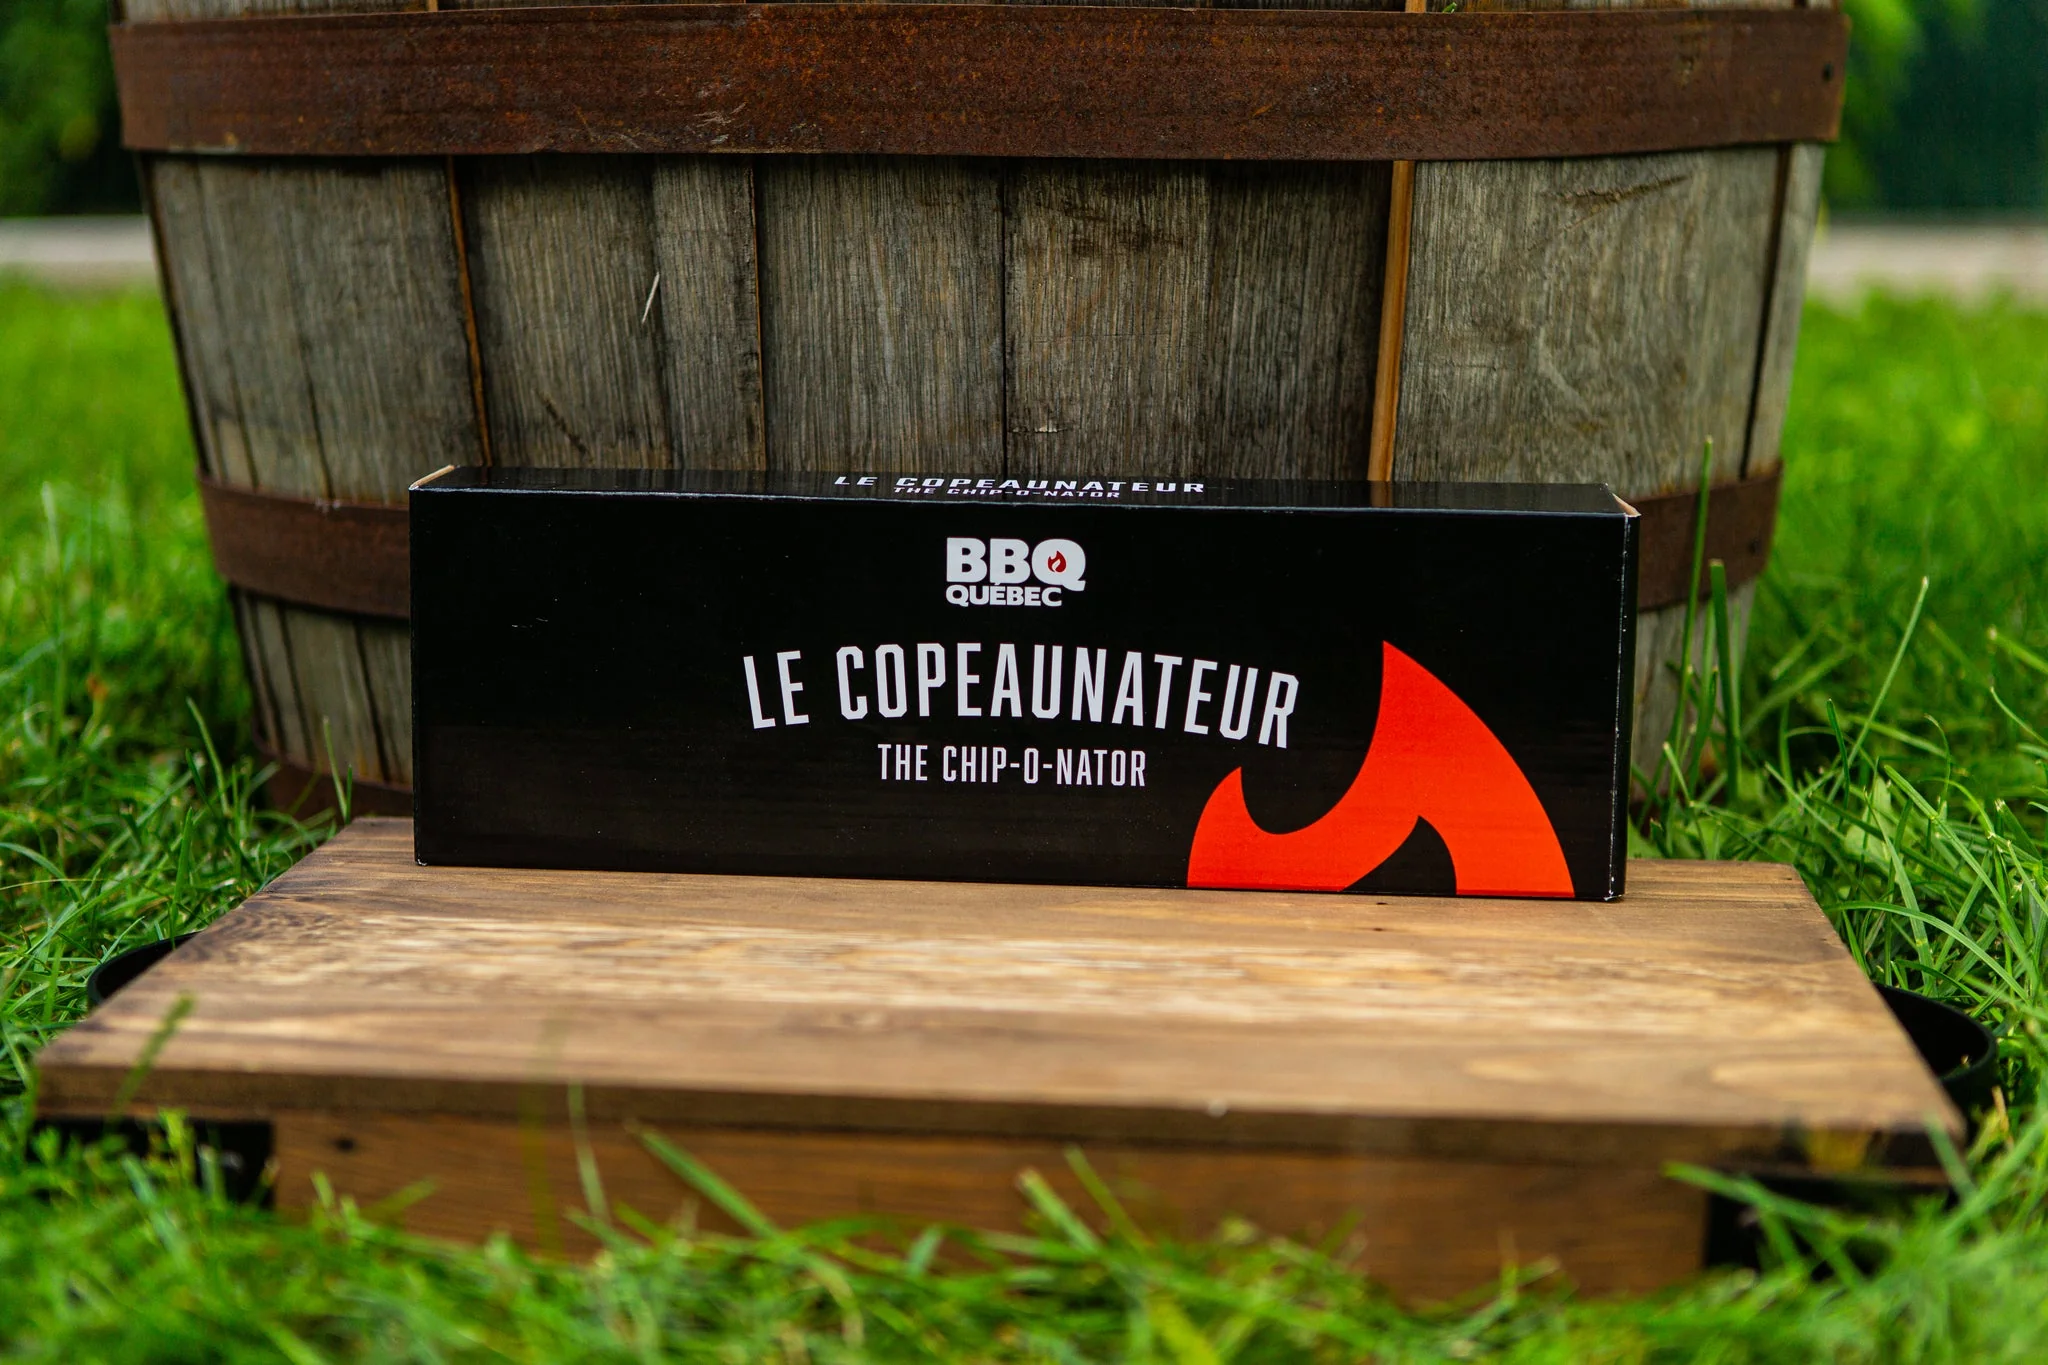 LE COPEAUNATEUR
THE CHIP-O-NATOR
BBQ
QUÉBEC
LE COPEAUNATEUR
THE CHIP-O-NATOR